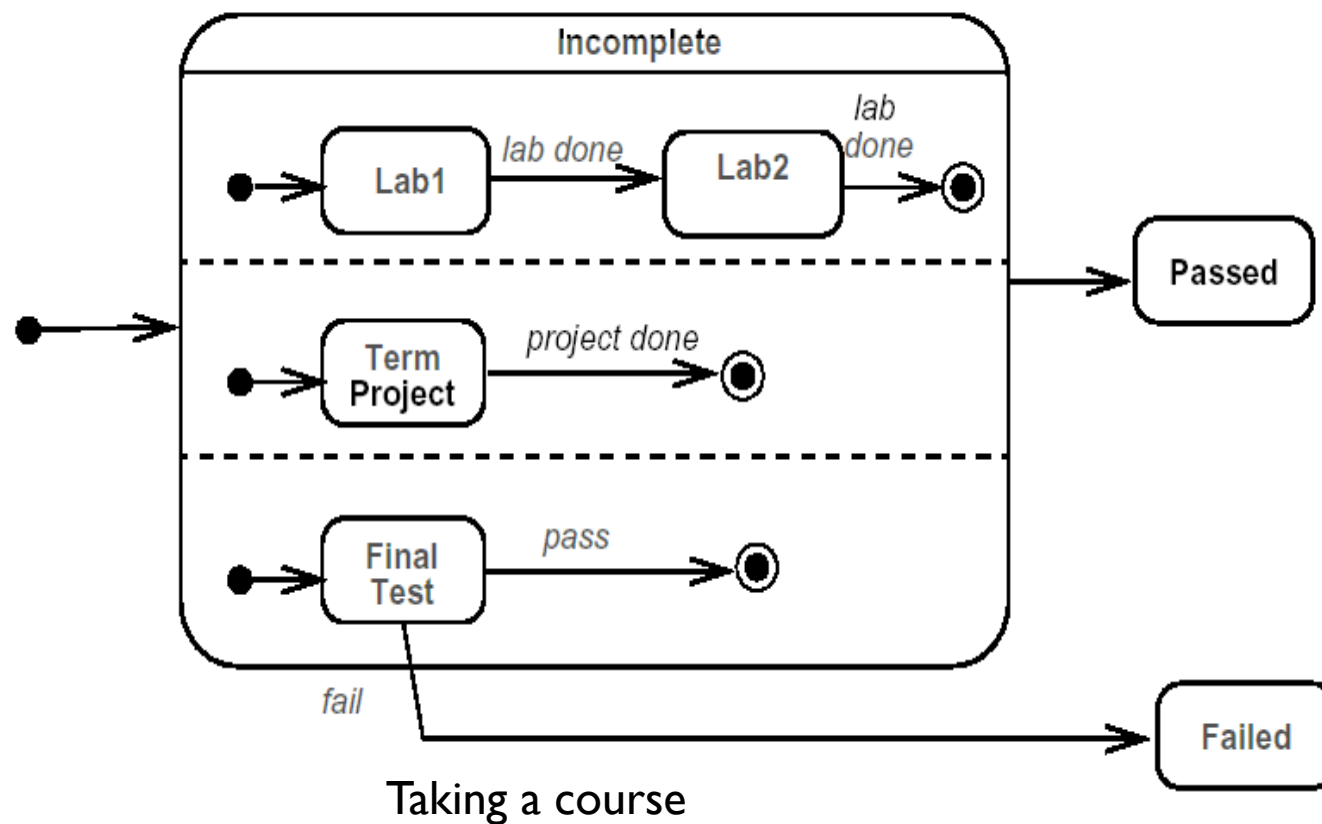 Incomplete
Lab1
lab done
Lab2
lab
done
Passed
Term
Project
project done
Final
Test
pass
fail
Failed
Taking a course